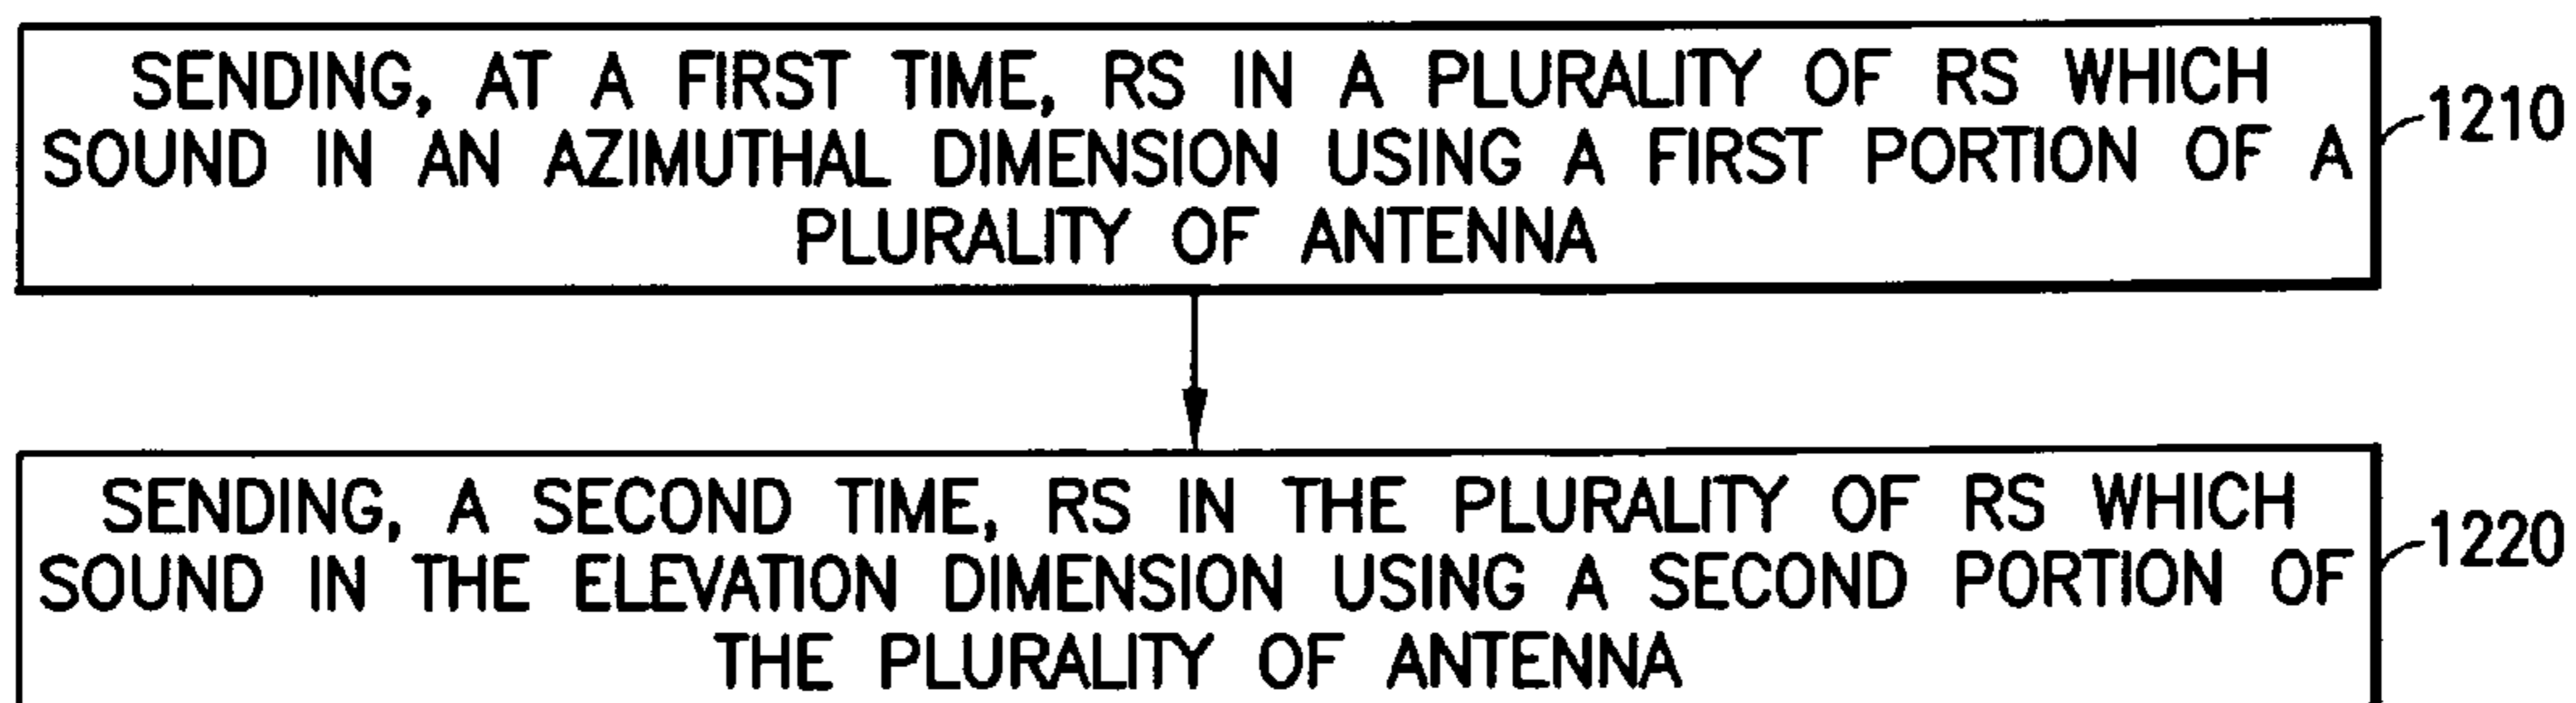 SENDING, AT A FIRST TIME, RS IN A PLURALITY OF RS WHICH
SOUND IN AN AZIMUTHAL DIMENSION USING A FIRST PORTION OF A
PLURALITY OF ANTENNA
1210
SENDING, A SECOND TIME, RS IN THE PLURALITY OF RS WHICH
SOUND IN THE ELEVATION DIMENSION USING A SECOND PORTION OF
THE PLURALITY OF ANTENNA
1220